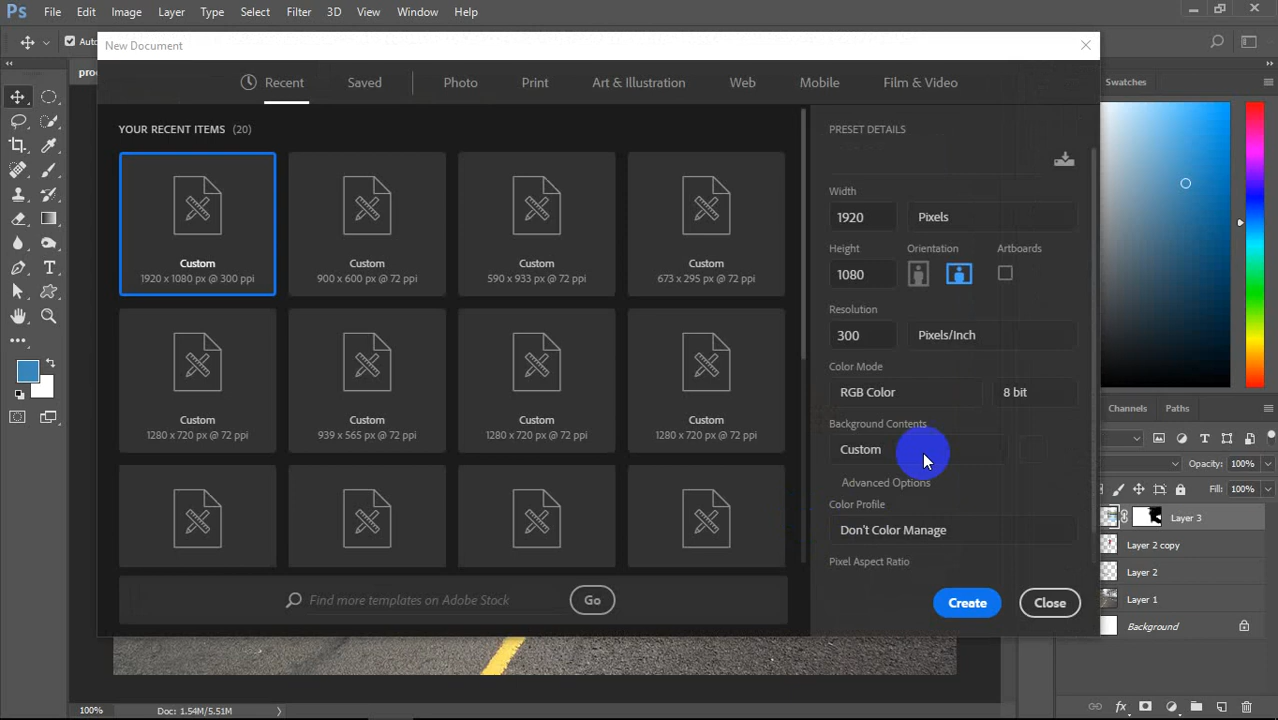 Ps File Edit Image Layer Type Select Filter 3D View Window Help
New Document
Recent Saved Photo Print Art & Illustration Web Mobile Film & Video
Swatches
YOUR RECENT ITEMS (20)
PRESET DETAILS
Width
1920 Pixels
Height Orientation Artboards
1080
Custom Custom Custom Custom
1920 x 1080 px @ 300 ppi 900 x 600 px @ 72 ppi 590 x 933 px @ 72 ppi 673 x 295 px @ 72 ppi
Resolution
300 Pixels/Inch
Color Mode
RGB Color 8 bit
Channels Paths
Custom Custom Custom Custom
1280 x 720 px @ 72 ppi 939 x 565 px @ 72 ppi 1280 x 720 px @ 72 ppi 1280 x 720 px @ 72 ppi
Background Contents
Custom
Opacity: 100%
Advanced Options
Fill: 100%
Color Profile
Layer 3
Don't Color Manage
Layer 2 copy
Pixel Aspect Ratio
Layer 2
Find more templates on Adobe Stock Go
Create Close
Layer 1
Background
100% Doc: 1.54M/5.51M